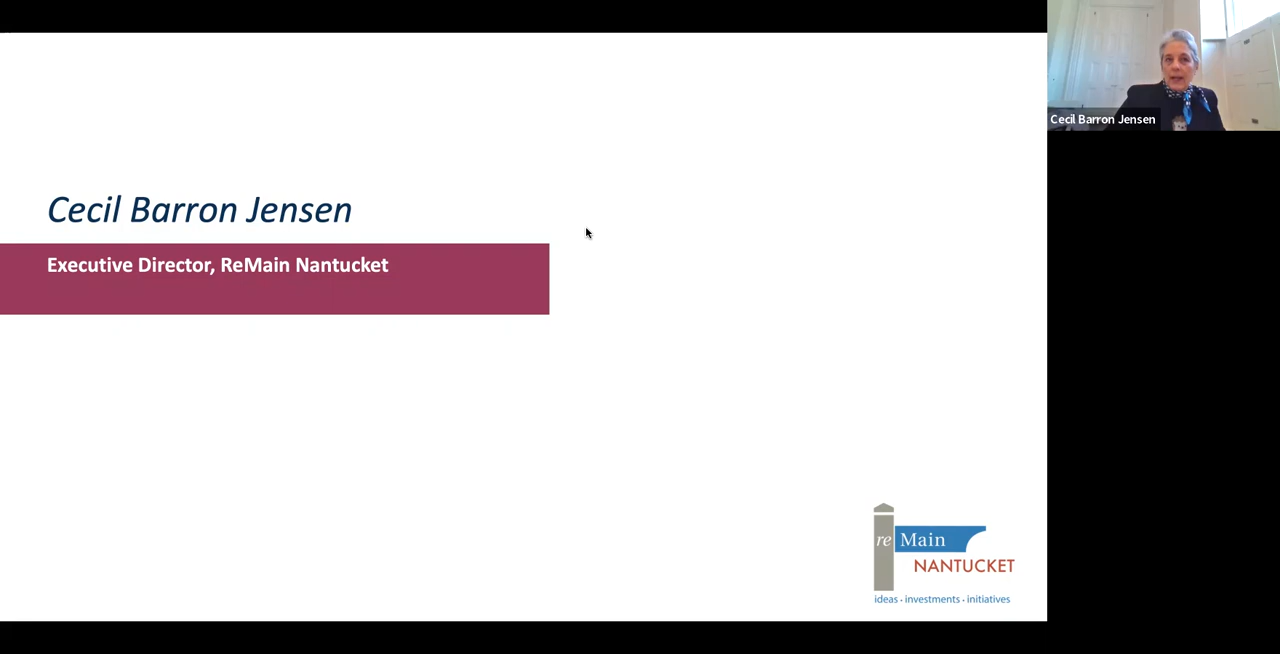 Cecil Barron Jensen
Cecil Barron Jensen
Executive Director, ReMain Nantucket
re Main
NANTUCKET
ideas • investments • initiatives